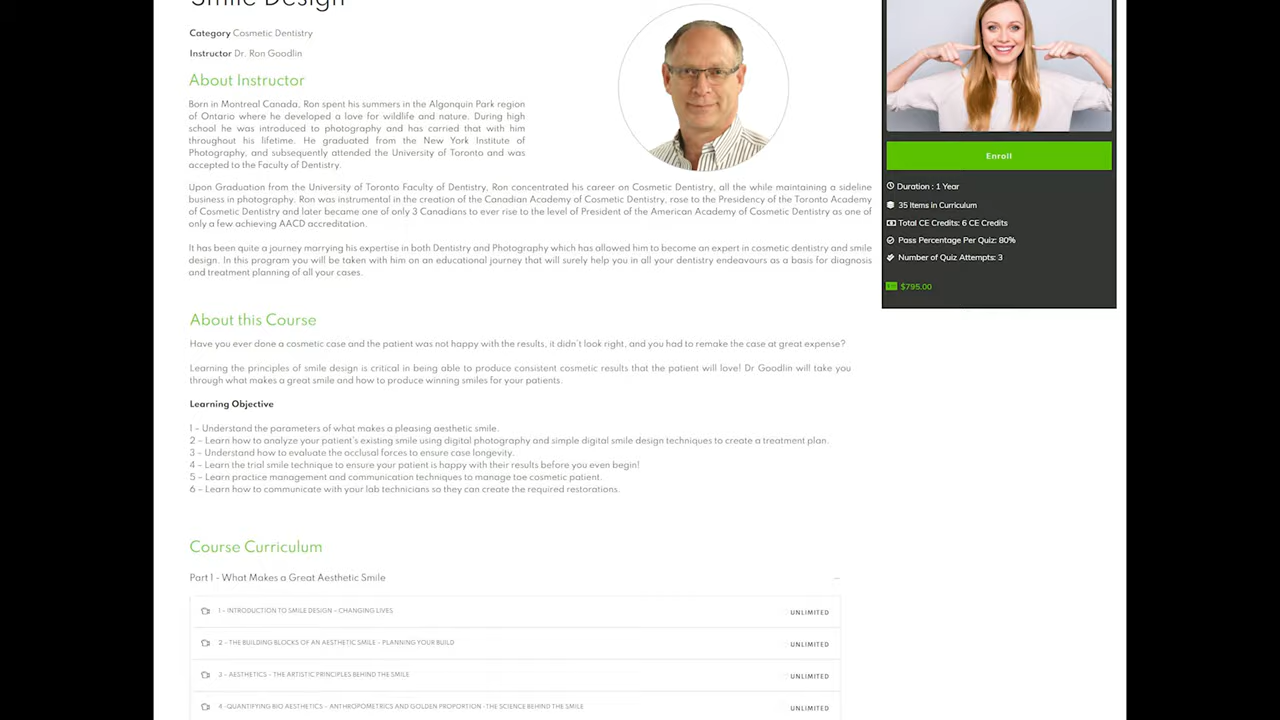 Smile Design
Category Cosmetic Dentistry
Instructor Dr. Ron Goodlin
About Instructor
Born in Montreal Canada, Ron spent his summers in the Algonquin Park region
of Ontario where he developed a love for wildlife and nature. During high
school he was introduced to photography and has carried that with him
throughout his lifetime. He graduated from the New York Institute of
Photography, and subsequently attended the University of Toronto and was
accepted to the Faculty of Dentistry.
Upon Graduation from the University of Toronto Faculty of Dentistry, Ron concentrated his career on Cosmetic Dentistry, all the while maintaining a sideline
business in photography. Ron was instrumental in the creation of the Canadian Academy of Cosmetic Dentistry, rose to the Presidency of the Toronto Academy
of Cosmetic Dentistry and later became one of only 3 Canadians to ever rise to the level of President of the American Academy of Cosmetic Dentistry as one of
only a few achieving AACD accreditation.
It has been quite a journey marrying his expertise in both Dentistry and Photography which has allowed him to become an expert in cosmetic dentistry and smile
design. In this program you will be taken with him on an educational journey that will surely help you in all your dentistry endeavours as a basis for diagnosis
and treatment planning of all your cases.
Enroll
Duration : 1 Year
35 Items in Curriculum
Total CE Credits: 6 CE Credits
Pass Percentage Per Quiz: 80%
Number of Quiz Attempts: 3
$795.00
About this Course
Have you ever done a cosmetic case and the patient was not happy with the results, it didn't look right, and you had to remake the case at great expense?
Learning the principles of smile design is critical in being able to produce consistent cosmetic results that the patient will love! Dr Goodlin will take you
through what makes a great smile and how to produce winning smiles for your patients.
Learning Objective
1 – Understand the parameters of what makes a pleasing aesthetic smile.
2 – Learn how to analyze your patient's existing smile using digital photography and simple digital smile design techniques to create a treatment plan.
3 – Understand how to evaluate the occlusal forces to ensure case longevity.
4 – Learn the trial smile technique to ensure your patient is happy with their results before you even begin!
5 – Learn practice management and communication techniques to manage toe cosmetic patient.
6 – Learn how to communicate with your lab technicians so they can create the required restorations.
Course Curriculum
Part 1 - What Makes a Great Aesthetic Smile
1 – INTRODUCTION TO SMILE DESIGN – CHANGING LIVES UNLIMITED
2 – THE BUILDING BLOCKS OF AN AESTHETIC SMILE – PLANNING YOUR BUILD UNLIMITED
3 – AESTHETICS – THE ARTISTIC PRINCIPLES BEHIND THE SMILE UNLIMITED
4 –QUANTIFYING BIO AESTHETICS – ANTHROPOMETRICS AND GOLDEN PROPORTION -THE SCIENCE BEHIND THE SMILE UNLIMITED